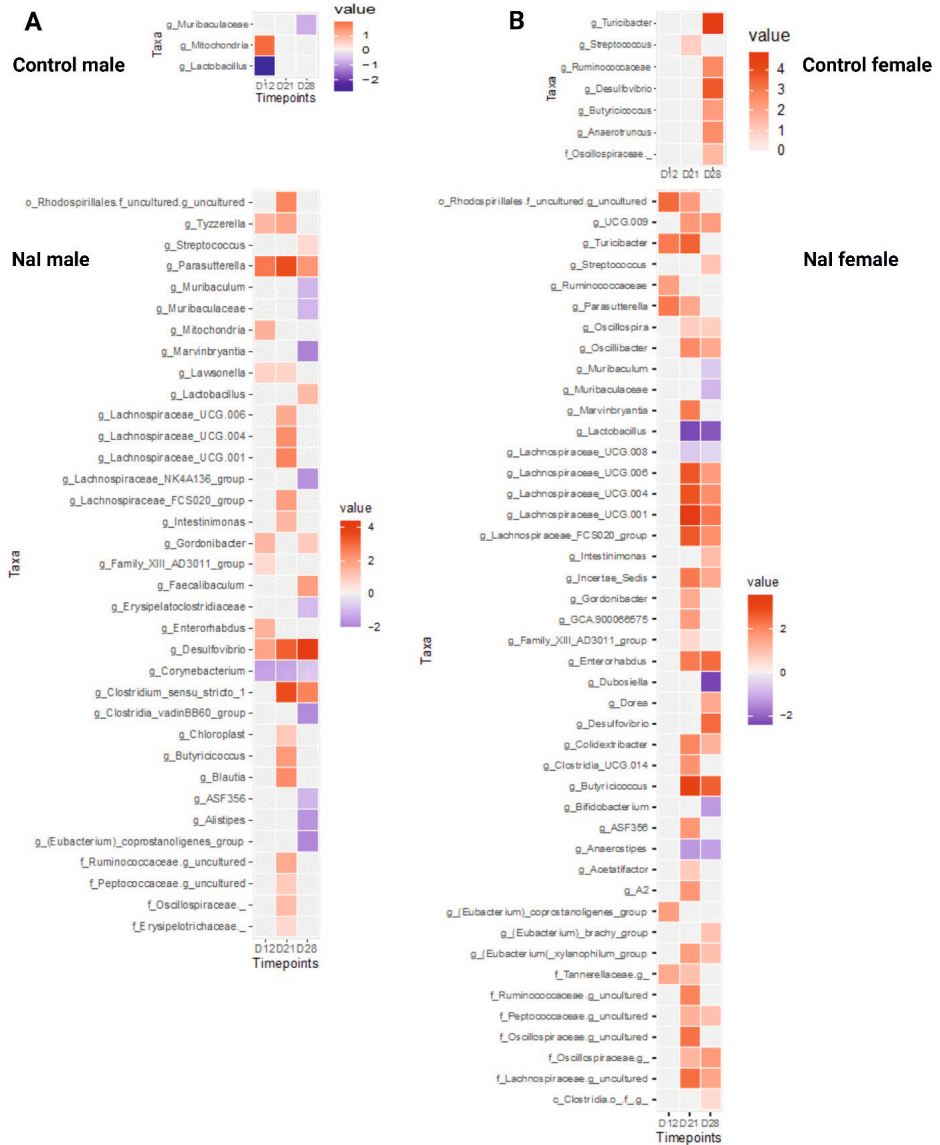 A
Control male
Taxa
g_Muribaculaceae
g_Mitochondria
g_Lactobacillus
D12 D21 D28
Timepoints
value
1
0
−1
−2
B
Control female
Taxa
g_Turicibacter
g_Streptococcus
g_Ruminococcaceae
g_Desulfovibrio
g_Butyricicoccus
g_Anaerotruncus
f_Oscillospiraceae._
D12 D21 D28
value
4
3
2
1
0
NaI male
Taxa
o_Rhodospirillales.f_uncultured.g_uncultured
g_Tyzzerella
g_Streptococcus
g_Parasutterella
g_Muribaculum
g_Muribaculaceae
g_Mitochondria
g_Marvinbryantia
g_Lawsonella
g_Lactobacillus
g_Lachnospiraceae_UCG.006
g_Lachnospiraceae_UCG.004
g_Lachnospiraceae_UCG.001
g_Lachnospiraceae_NK4A136_group
g_Lachnospiraceae_FCS020_group
g_Intestinimonas
g_Gordonibacter
g_Family_XIII_AD3011_group
g_Faecalibaculum
g_Erysipelatoclostridiaceae
g_Enterorhabdus
g_Desulfovibrio
g_Corynebacterium
g_Clostridium_sensu_stricto_1
g_Clostridia_vadinBB60_group
g_Chloroplast
g_Butyricicoccus
g_Blautia
g_ASF356
g_Alistipes
g_(Eubacterium)_coprostanoligenes_group
f_Ruminococcaceae.g_uncultured
f_Peptococcaceae.g_uncultured
f_Oscillospiraceae._
f_Erysipelotrichaceae._
D12 D21 D28
Timepoints
value
4
2
0
−2
NaI female
Taxa
o_Rhodospirillales.f_uncultured.g_uncultured
g_UCG.009
g_Turicibacter
g_Streptococcus
g_Ruminococcaceae
g_Parasutterella
g_Oscillospira
g_Oscillibacter
g_Muribaculum
g_Muribaculaceae
g_Marvinbryantia
g_Lactobacillus
g_Lachnospiraceae_UCG.008
g_Lachnospiraceae_UCG.006
g_Lachnospiraceae_UCG.004
g_Lachnospiraceae_UCG.001
g_Lachnospiraceae_FCS020_group
g_Intestinimonas
g_Incertae_Sedis
g_Gordonibacter
g_GCA.900066575
g_Family_XIII_AD3011_group
g_Enterorhabdus
g_Dubosiella
g_Dorea
g_Desulfovibrio
g_Colidextribacter
g_Clostridia_UCG.014
g_Butyricicoccus
g_Bifidobacterium
g_ASF356
g_Anaerostipes
g_Acetatifactor
g_A2
g_(Eubacterium)_coprostanoligenes_group
g_(Eubacterium)_brachy_group
g_(Eubacterium(_xylanophilum_group
f_Tannerellaceae.g_
f_Ruminococcaceae.g_uncultured
f_Peptococcaceae.g_uncultured
f_Oscillospiraceae.g_uncultured
f_Oscillospiraceae.g_
f_Lachnospiraceae.g_uncultured
c_Clostridia.o_.f_.g_
D12 D21 D28
Timepoints
value
2
0
−2